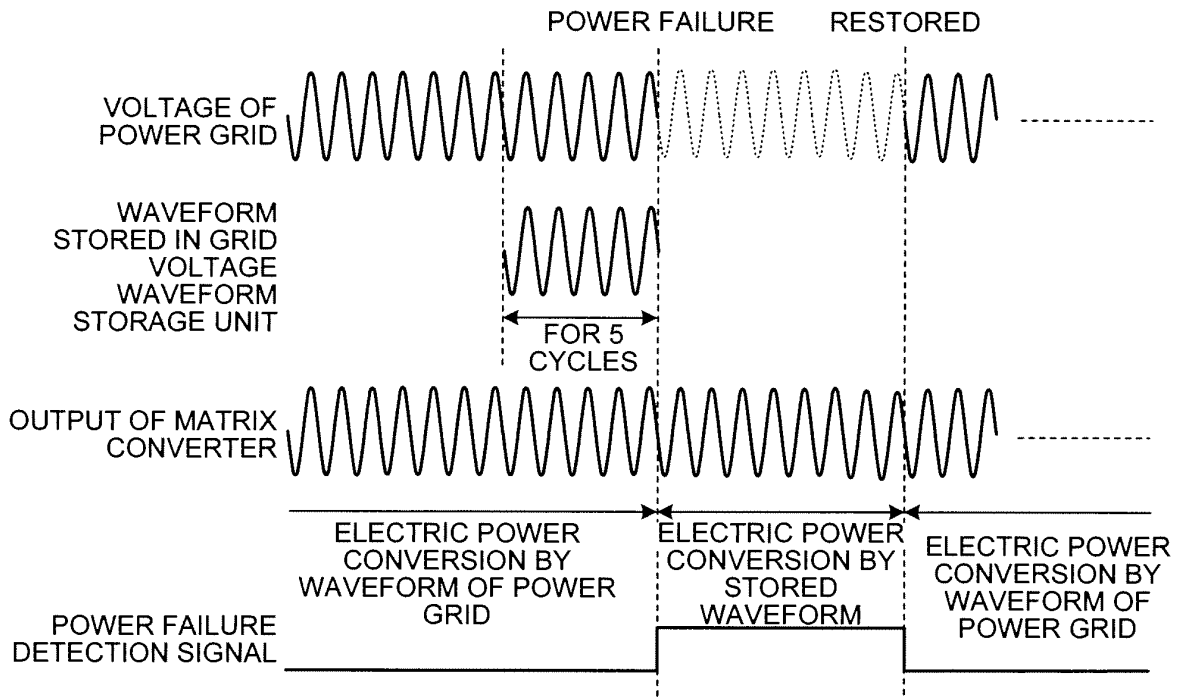 POWER FAILURE
RESTORED
VOLTAGE OF
POWER GRID
WAVEFORM
STORED IN GRID
VOLTAGE
WAVEFORM
STORAGE UNIT
FOR 5
CYCLES
OUTPUT OF MATRIX
CONVERTER
ELECTRIC POWER
CONVERSION BY
WAVEFORM OF POWER
GRID
ELECTRIC POWER
CONVERSION BY
STORED
WAVEFORM
ELECTRIC POWER
CONVERSION BY
WAVEFORM OF
POWER GRID
POWER FAILURE
DETECTION SIGNAL